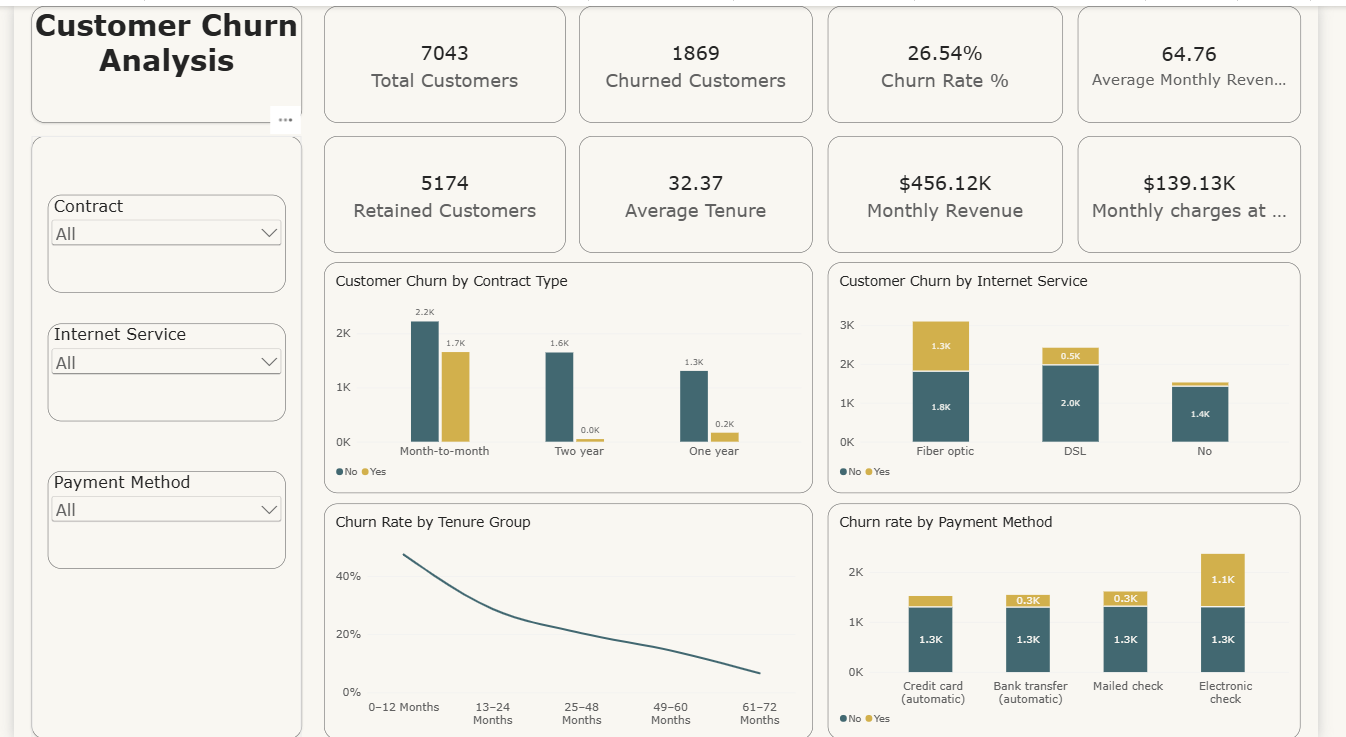 Customer Churn
Analysis
7043
Total Customers
1869
Churned Customers
26.54%
Churn Rate %
64.76
Average Monthly Reven...
5174
Retained Customers
32.37
Average Tenure
$456.12K
Monthly Revenue
$139.13K
Monthly charges at ...
Contract
All
Internet Service
All
Payment Method
All
Customer Churn by Contract Type
2K
1K
0K
2.2K
1.7K
1.6K
0.0K
1.3K
0.2K
Month-to-month
Two year
One year
No Yes
Customer Churn by Internet Service
3K
2K
1K
0K
1.3K
1.8K
0.5K
2.0K
1.4K
Fiber optic
DSL
No
No Yes
Churn Rate by Tenure Group
40%
20%
0%
0–12 Months
13–24
Months
25–48
Months
49–60
Months
61–72
Months
Churn rate by Payment Method
2K
1K
0K
1.3K
0.3K
1.3K
0.3K
1.3K
1.1K
1.3K
Credit card
(automatic)
Bank transfer
(automatic)
Mailed check
Electronic
check
No Yes